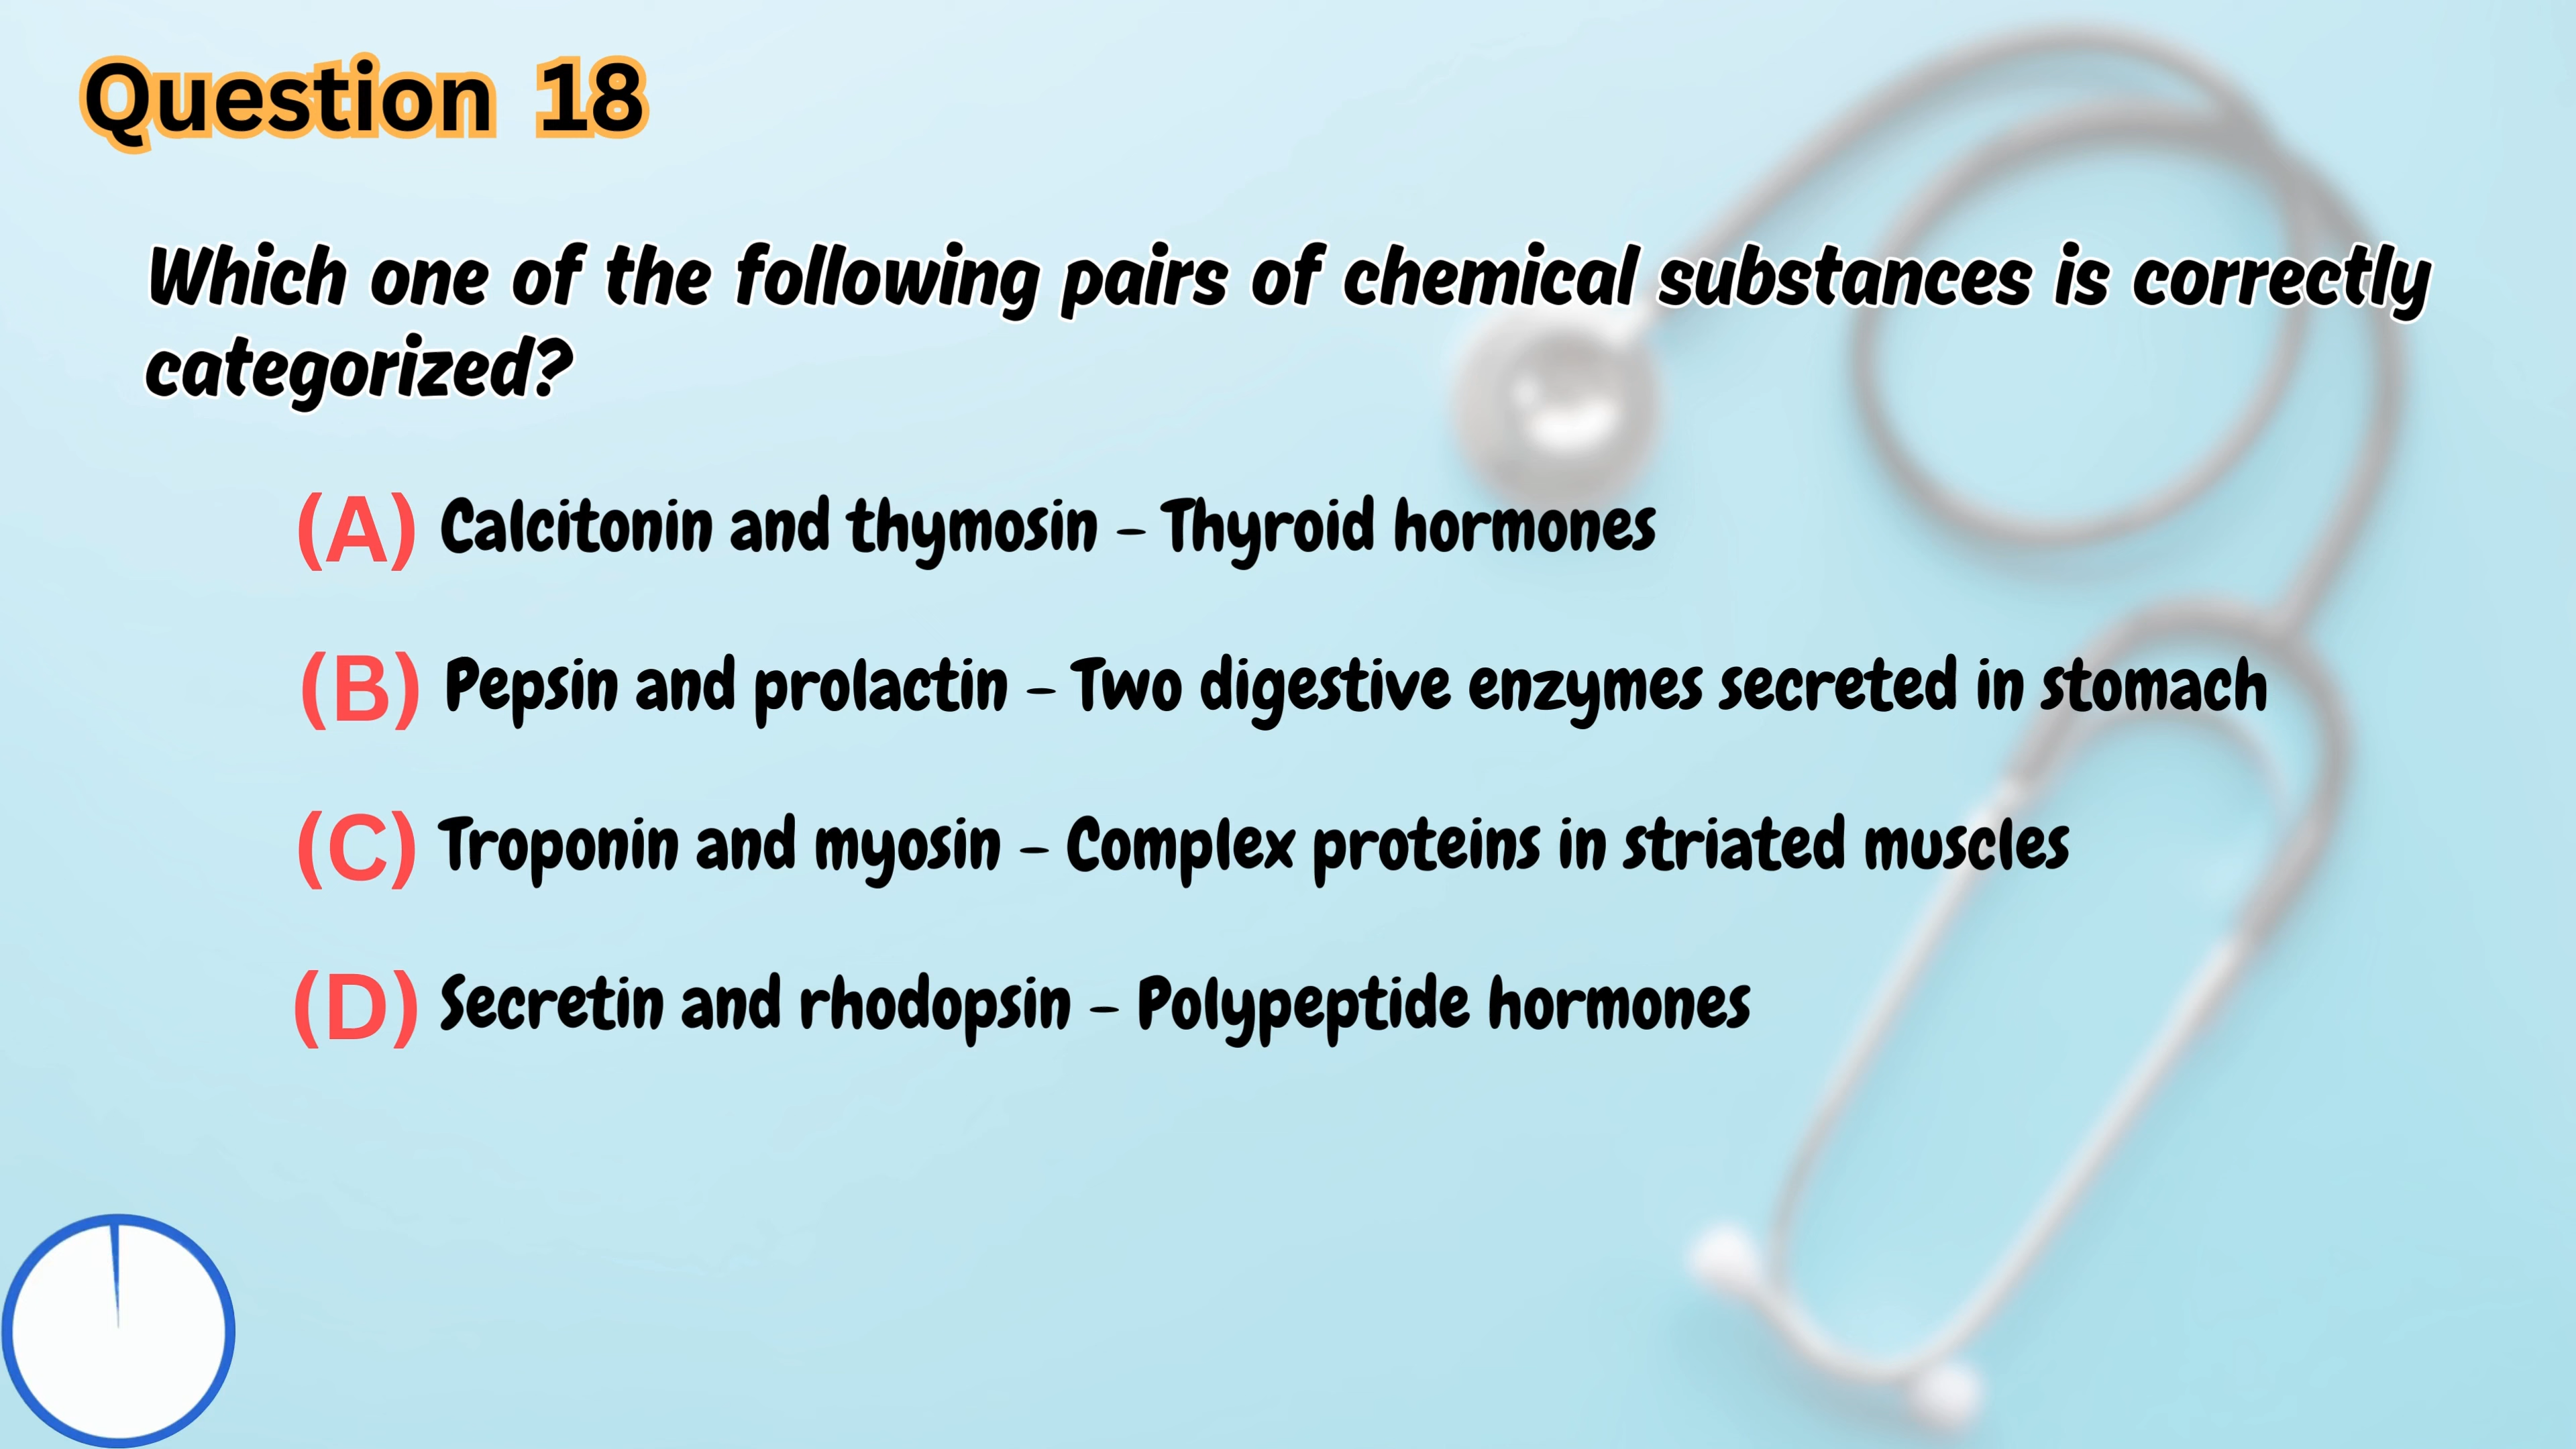 Question 18
Which one of the following pairs of chemical substances is correctly
categorized?
(A) Calcitonin and thymosin – Thyroid hormones
(B) Pepsin and prolactin – Two digestive enzymes secreted in stomach
(C) Troponin and myosin – Complex proteins in striated muscles
(D) Secretin and rhodopsin – Polypeptide hormones